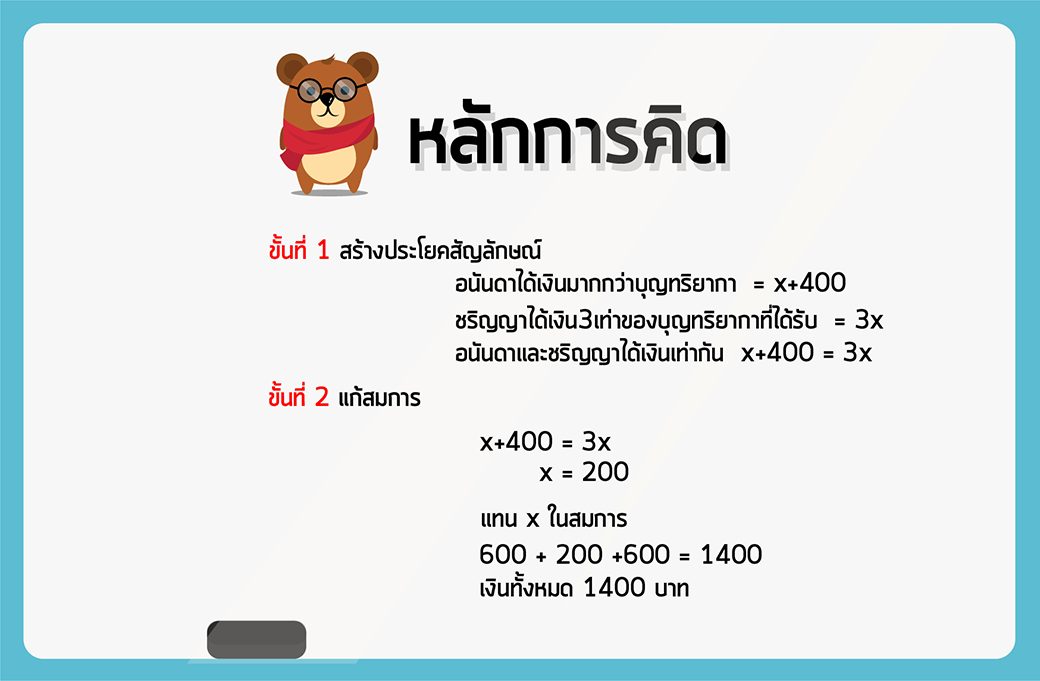 หลักการคิด
ขั้นที่ 1 สร้างประโยคสัญลักษณ์
อนันดาได้เงินมากกว่าบุญทริยากา = x+400
ชริญญาได้เงิน3เท่าของบุญทริยากาที่ได้รับ = 3x
อนันดาและชริญญาได้เงินเท่ากัน x+400 = 3x
ขั้นที่ 2 แก้สมการ
x+400 = 3x
x = 200
แทน x ในสมการ
600 + 200 +600 = 1400
เงินทั้งหมด 1400 บาท